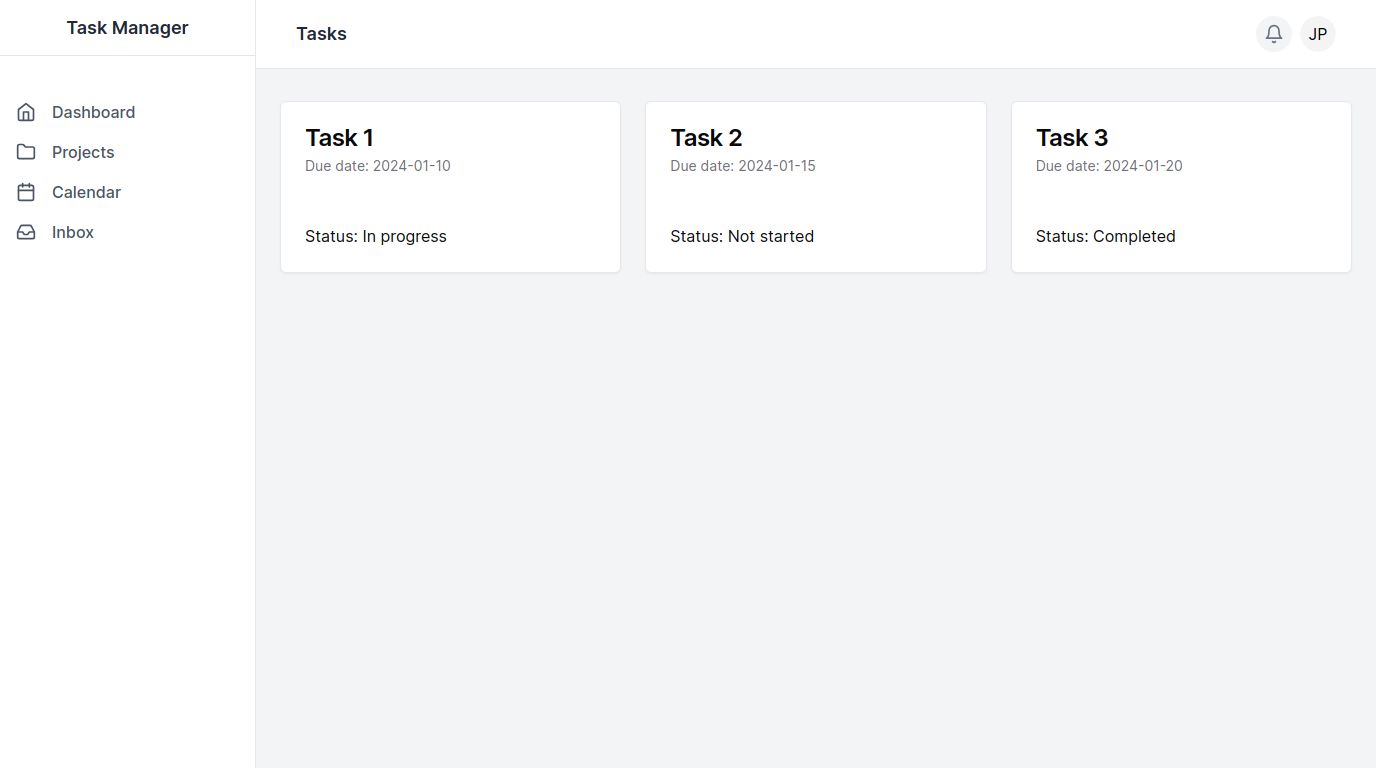 Task Manager
Dashboard
Projects
Calendar
Inbox
Tasks
JP
Task 1
Due date: 2024-01-10
Status: In progress
Task 2
Due date: 2024-01-15
Status: Not started
Task 3
Due date: 2024-01-20
Status: Completed